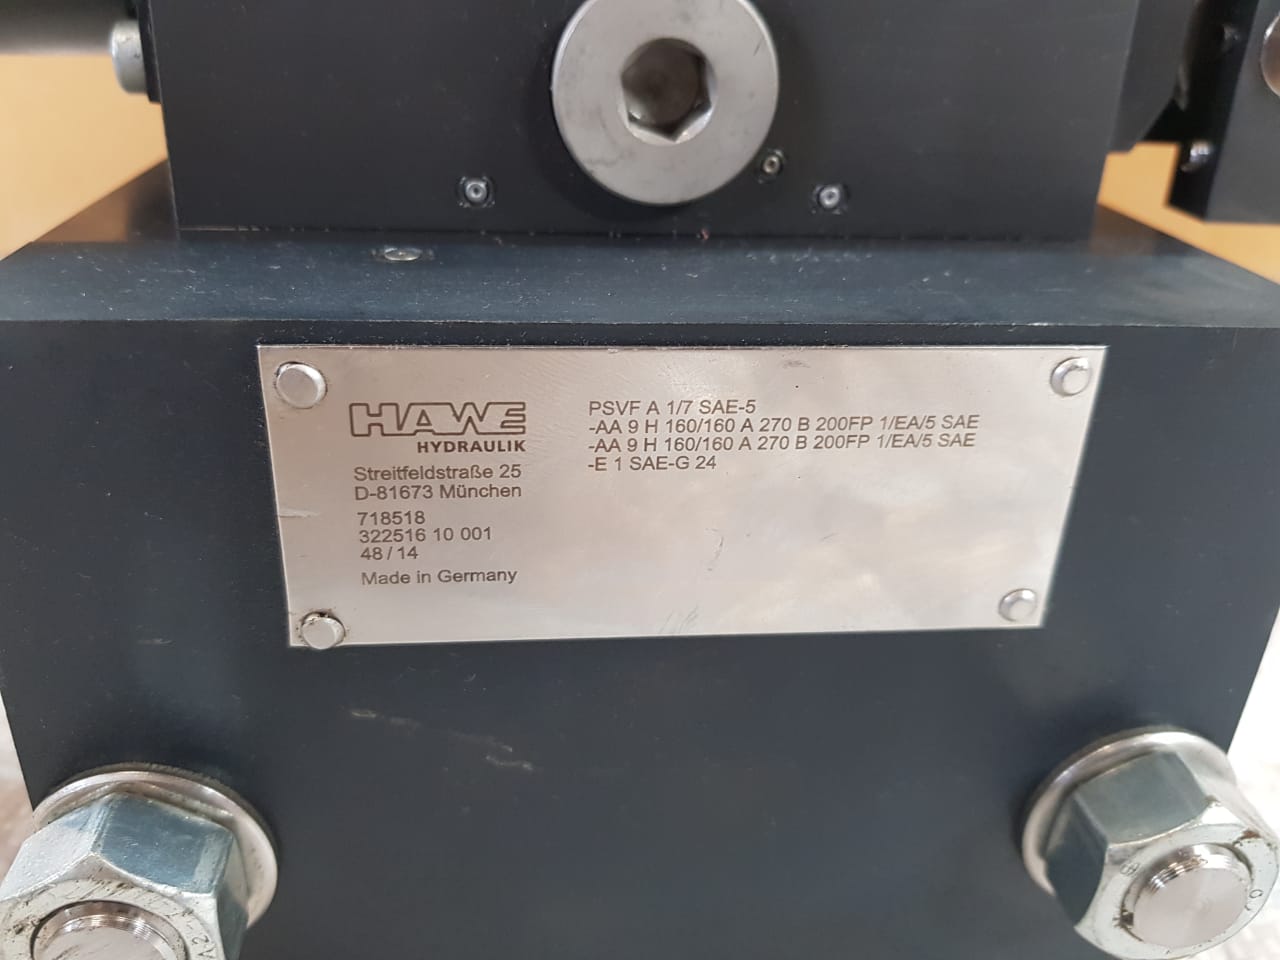 HAWE
HYDRAULIK
Streitfeldstraße 25
D-81673 München
718518
322516 10 001
48 / 14
Made in Germany
PSVF A 1/7 SAE-5
-AA 9 H 160/160 A 270 B 200FP 1/EA/5 SAE
-AA 9 H 160/160 A 270 B 200FP 1/EA/5 SAE
-E 1 SAE-G 24